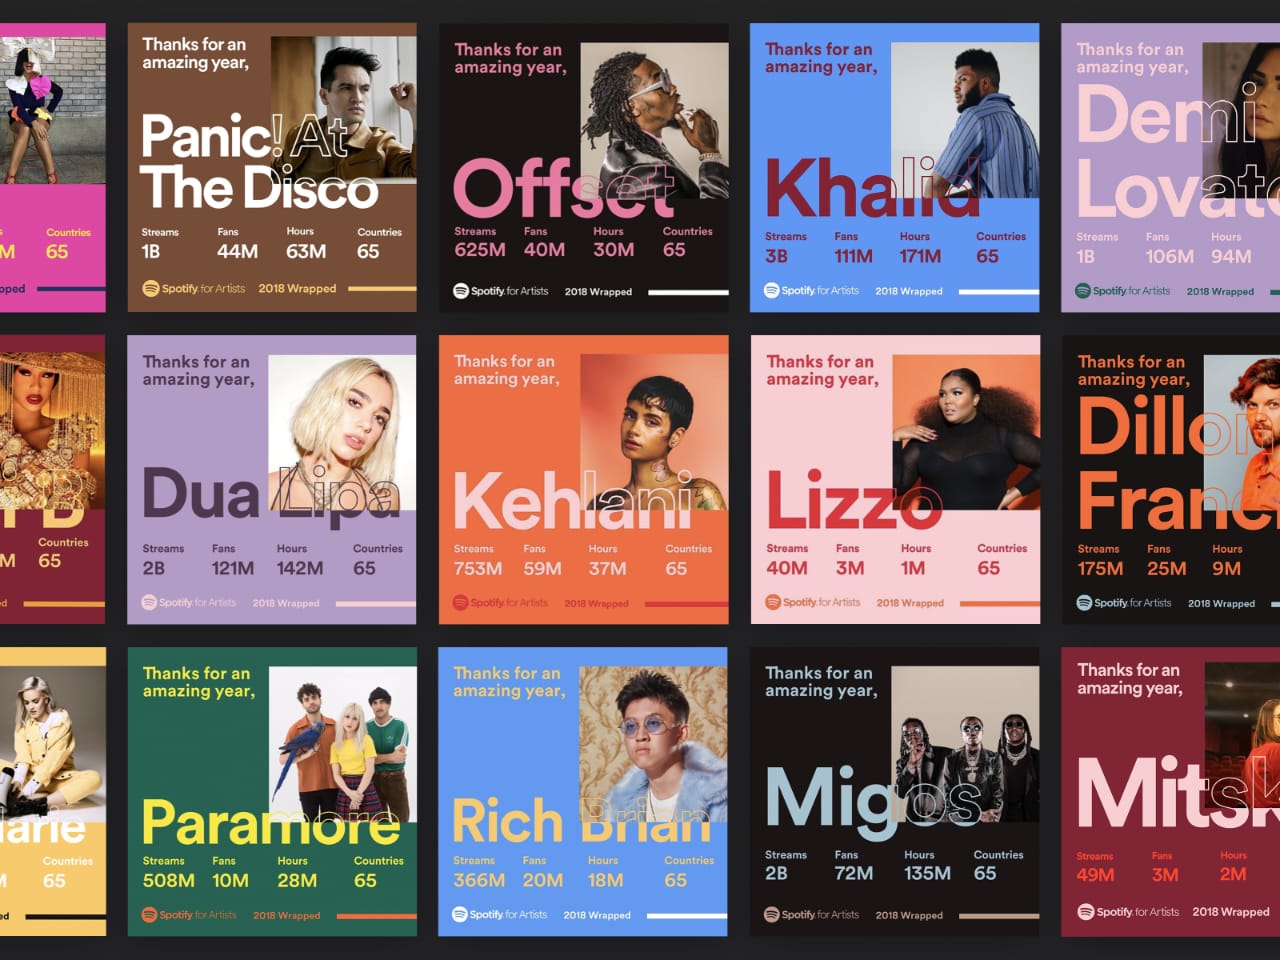 Countries
65
Thanks for an
amazing year,
Panic! At
The Disco
Streams Fans Hours Countries
1B 44M 63M 65
Spotify for Artists 2018 Wrapped
Thanks for an
amazing year,
Offset
Streams Fans Hours Countries
625M 40M 30M 65
Spotify for Artists 2018 Wrapped
Thanks for an
amazing year,
Khalid
Streams Fans Hours Countries
3B 111M 171M 65
Spotify for Artists 2018 Wrapped
Thanks for an
amazing year,
Demi
Lovato
Streams Fans Hours
1B 106M 94M
Spotify for Artists 2018 Wrapped
B
Countries
65
Thanks for an
amazing year,
Dua Lipa
Streams Fans Hours Countries
2B 121M 142M 65
Spotify for Artists 2018 Wrapped
Thanks for an
amazing year,
Kehlani
Streams Fans Hours Countries
753M 59M 37M 65
Spotify for Artists 2018 Wrapped
Thanks for an
amazing year,
Lizzo
Streams Fans Hours Countries
40M 3M 1M 65
Spotify for Artists 2018 Wrapped
Thanks for an
amazing year,
Dillon
Franc
Streams Fans Hours
175M 25M 9M
Spotify for Artists 2018 Wrapped
arie
Countries
65
Thanks for an
amazing year,
Paramore
Streams Fans Hours Countries
508M 10M 28M 65
Spotify for Artists 2018 Wrapped
Thanks for an
amazing year,
Rich Brian
Streams Fans Hours Countries
366M 20M 18M 65
Spotify for Artists 2018 Wrapped
Thanks for an
amazing year,
Migos
Streams Fans Hours Countries
2B 72M 135M 65
Spotify for Artists 2018 Wrapped
Thanks for an
amazing year,
Mitsk
Streams Fans Hours
49M 3M 2M
Spotify for Artists 2018 Wrapped